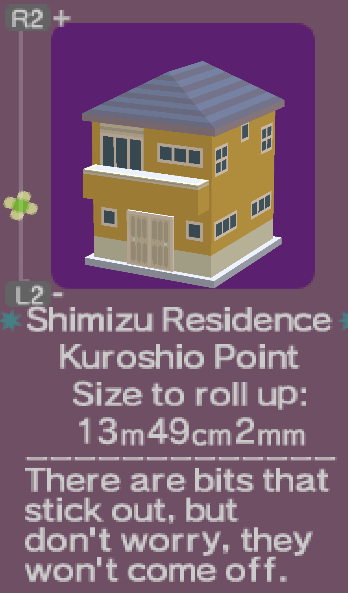 R2 +
L2 -
Shimizu Residence
Kuroshio Point
Size to roll up:
13m49cm2mm
There are bits that
stick out, but
don't worry, they
won't come off.